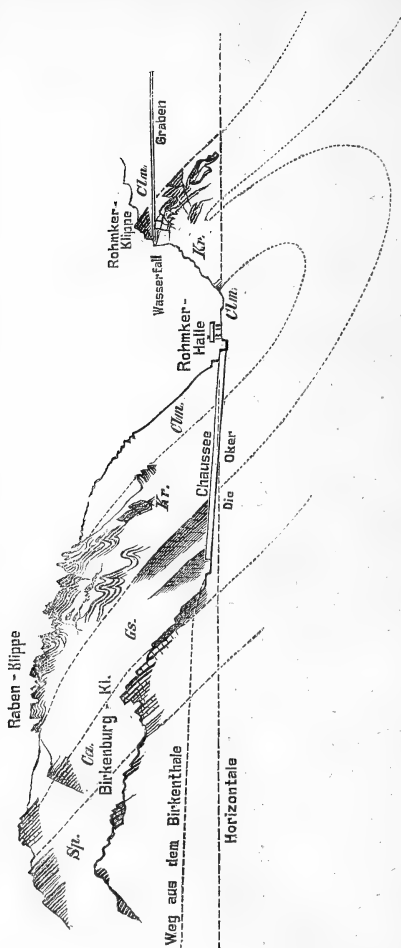 Raben-Klippe
Sp.
Ca.
Birkenburg-Kl.
Gs.
Kr.
Clm.
Rohmker-
Halle
Rohmker-
Klippe
Clm.
Wasserfall
Graben
Kr.
Clm.
Chaussee
Die Oker
Weg aus dem Birkenthale
Horizontale